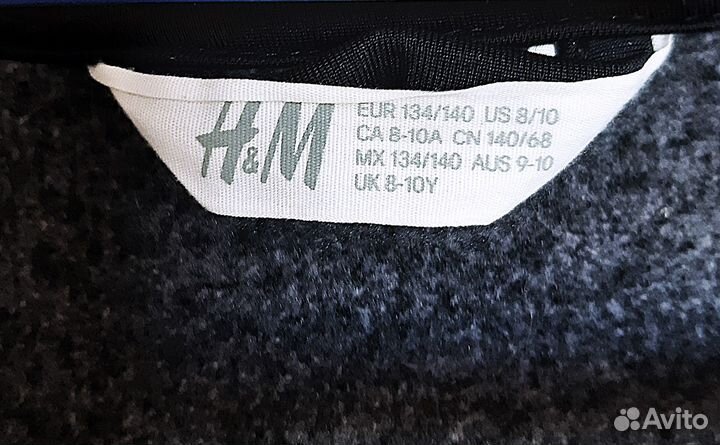 H&M
EUR 134/140 US 8/10
CA 8-10A CN 140/68
MX 134/140 AUS 9-10
UK 8-10Y
Avito